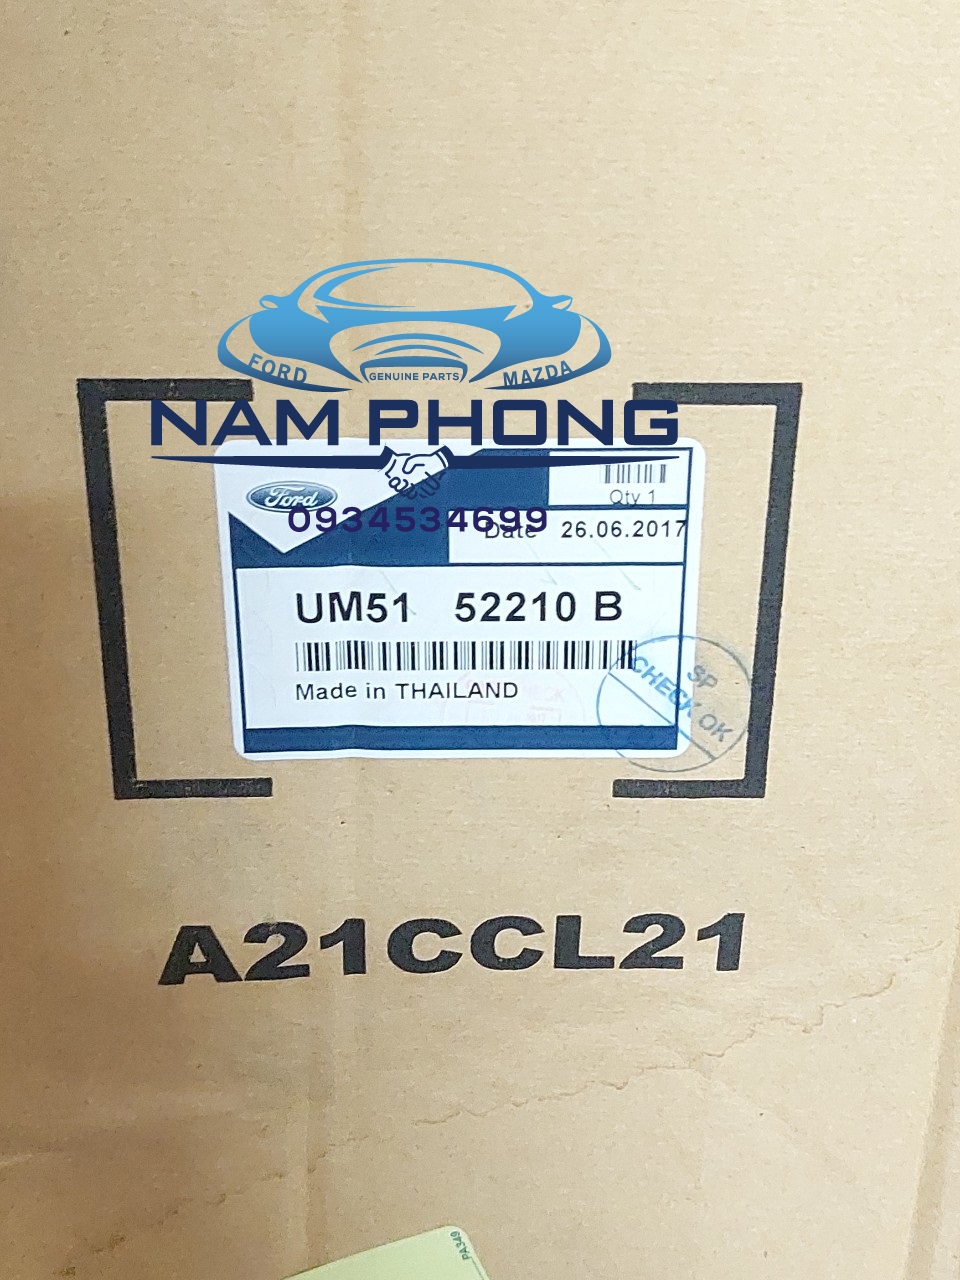 FORD
GENUINE PARTS
MAZDA
NAM PHONG
Ford
0934534699
Qty 1
Date 26.06.2017
UM51 52210 B
Made in THAILAND
SP
CHECK OK
A21CCL21
PA349